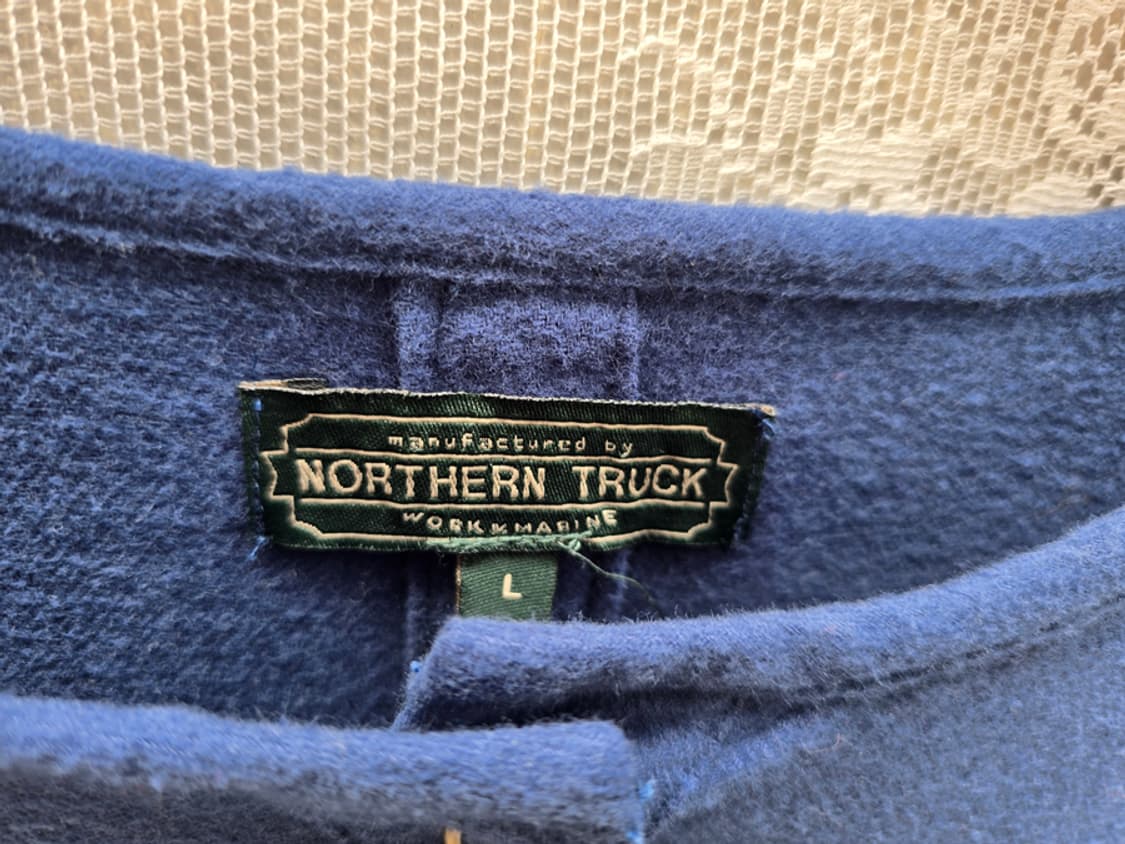 manufactured by
NORTHERN TRUCK
WORK & MARINE
L